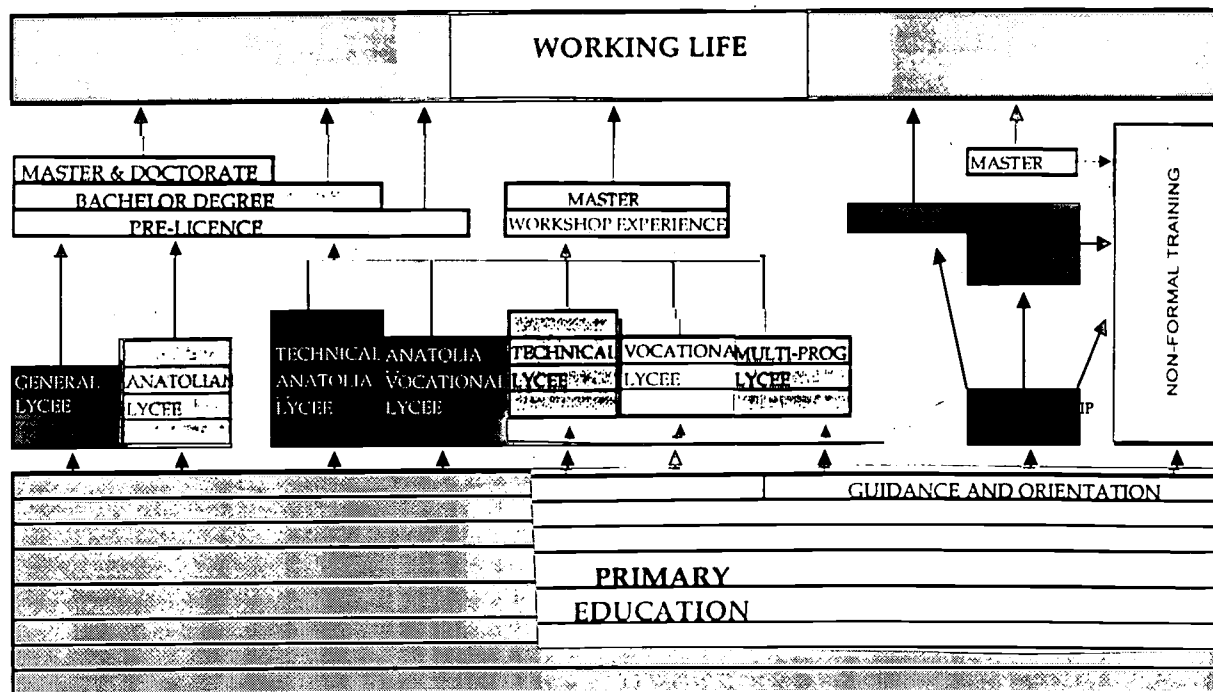 WORKING LIFE
MASTER & DOCTORATE
BACHELOR DEGREE
PRE-LICENCE
MASTER
WORKSHOP EXPERIENCE
MASTER
NON-FORMAL TRAINING
GENERAL
LYCEE
ANATOLIAN
LYCEE
TECHNICAL
ANATOLIA
LYCEE
ANATOLIA
VOCATIONAL
LYCEE
TECHNICAL
LYCEE
VOCATIONA
LYCEE
MULTI-PROG
LYCEE
IP
GUIDANCE AND ORIENTATION
PRIMARY
EDUCATION